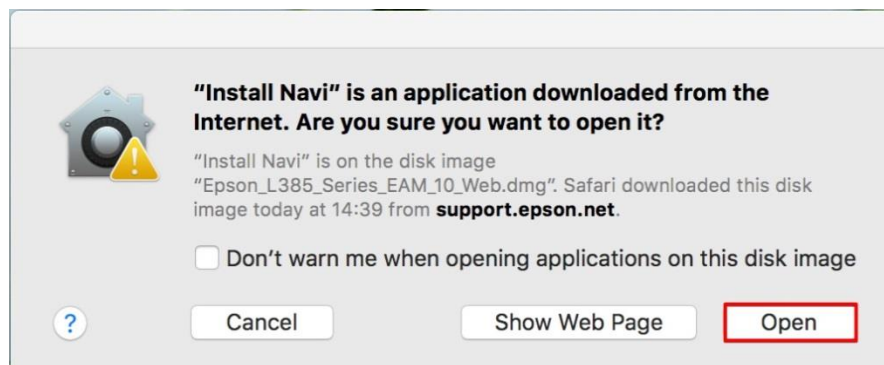 “Install Navi” is an application downloaded from the
Internet. Are you sure you want to open it?
“Install Navi” is on the disk image
“Epson_L385_Series_EAM_10_Web.dmg”. Safari downloaded this disk
image today at 14:39 from support.epson.net.
Don’t warn me when opening applications on this disk image
?
Cancel
Show Web Page
Open